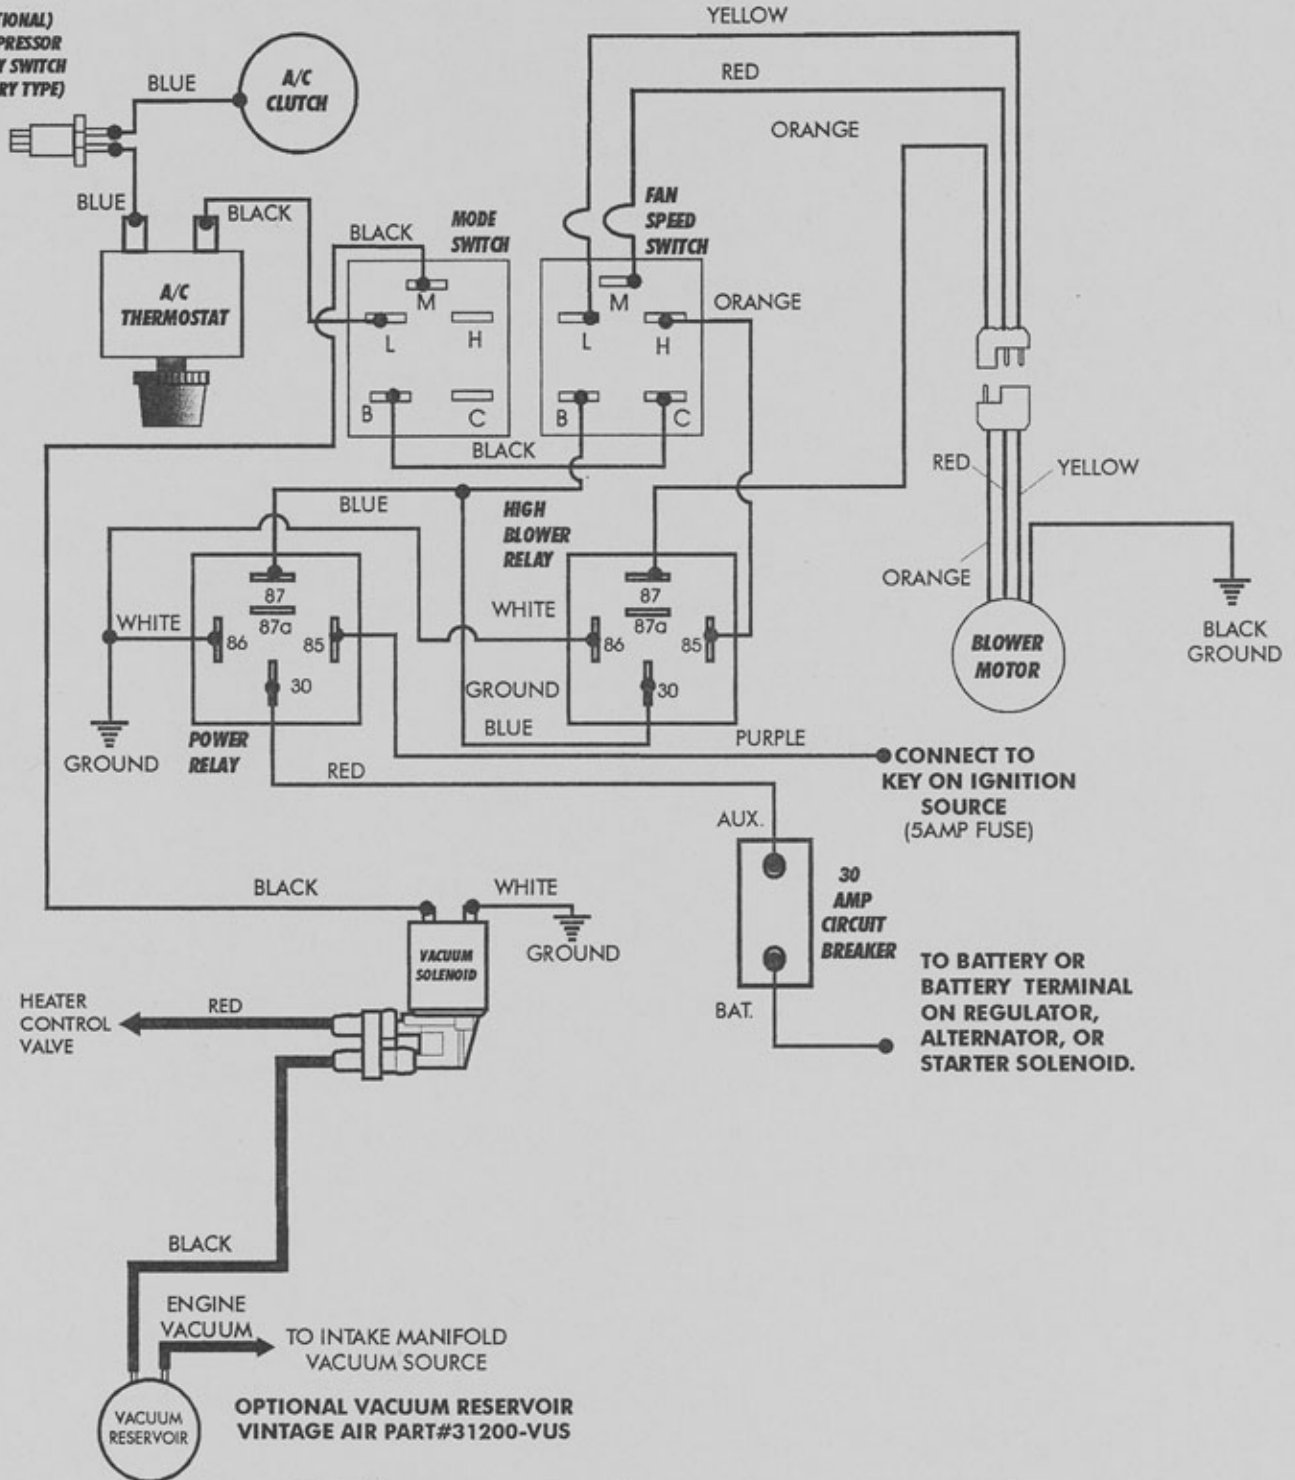 YELLOW
TIONAL)
PRESSOR
Y SWITCH
RY TYPE)
BLUE
A/C
CLUTCH
RED
ORANGE
BLUE
BLACK
BLACK
MODE
SWITCH
FAN
SPEED
SWITCH
A/C
THERMOSTAT
M
L
H
B
C
M
L
H
B
C
ORANGE
BLACK
RED
YELLOW
ORANGE
BLUE
HIGH
BLOWER
RELAY
WHITE
87
87a
86
85
30
WHITE
87
87a
86
85
30
GROUND
BLOWER
MOTOR
BLACK
GROUND
GROUND
POWER
RELAY
BLUE
PURPLE
CONNECT TO
KEY ON IGNITION
SOURCE
(5AMP FUSE)
RED
AUX.
30
AMP
CIRCUIT
BREAKER
BAT.
TO BATTERY OR
BATTERY TERMINAL
ON REGULATOR,
ALTERNATOR, OR
STARTER SOLENOID.
BLACK
WHITE
GROUND
VACUUM
SOLENOID
HEATER
CONTROL
VALVE
RED
BLACK
ENGINE
VACUUM
TO INTAKE MANIFOLD
VACUUM SOURCE
VACUUM
RESERVOIR
OPTIONAL VACUUM RESERVOIR
VINTAGE AIR PART#31200-VUS